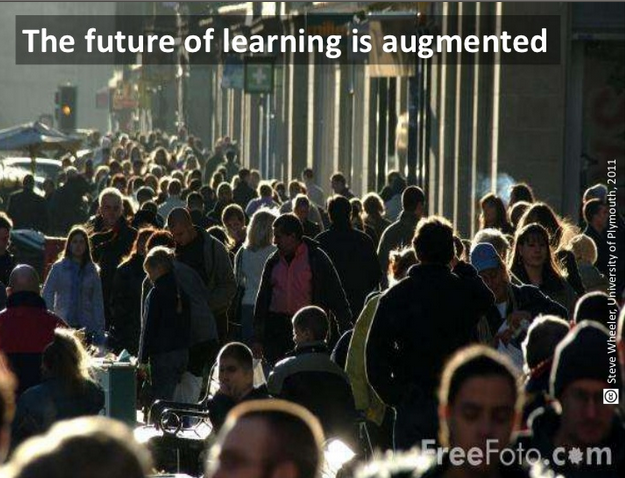 The future of learning is augmented
Steve Wheeler, University of Plymouth, 2011
FreeFoto.com